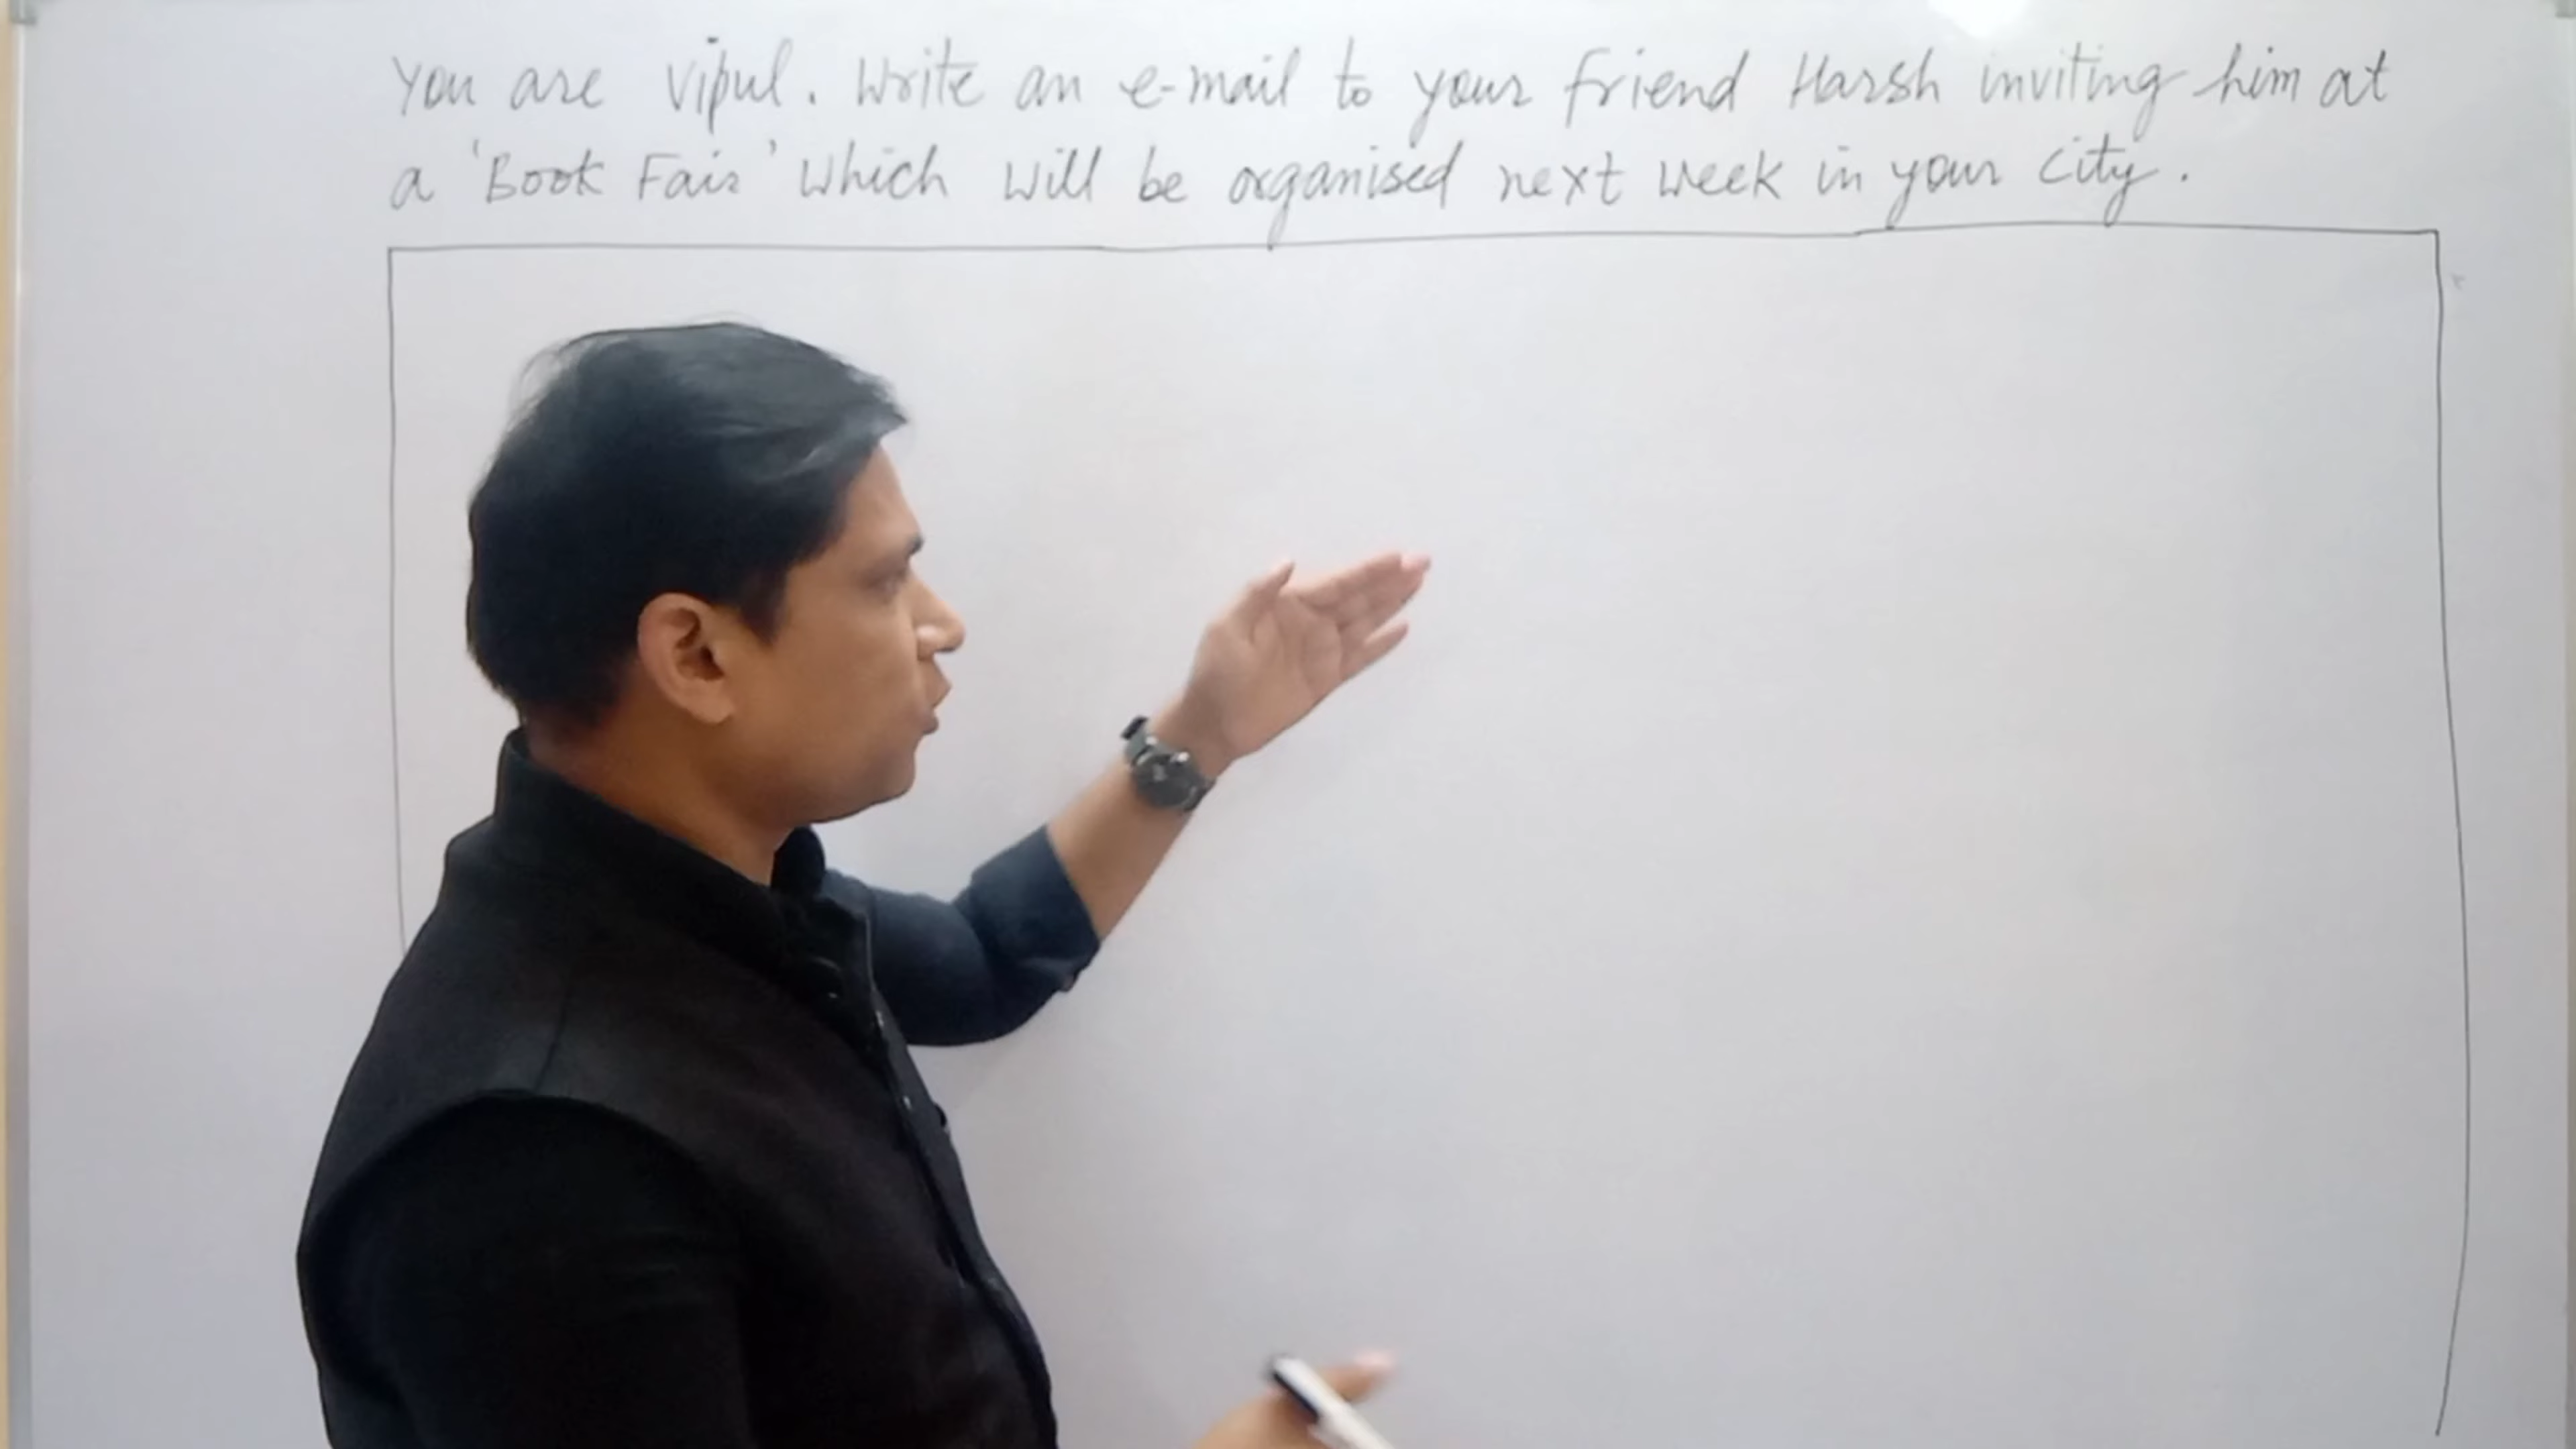 You are Vipul. Write an e-mail to your friend Harsh inviting him at
a 'Book Fair' which will be organised next week in your city.